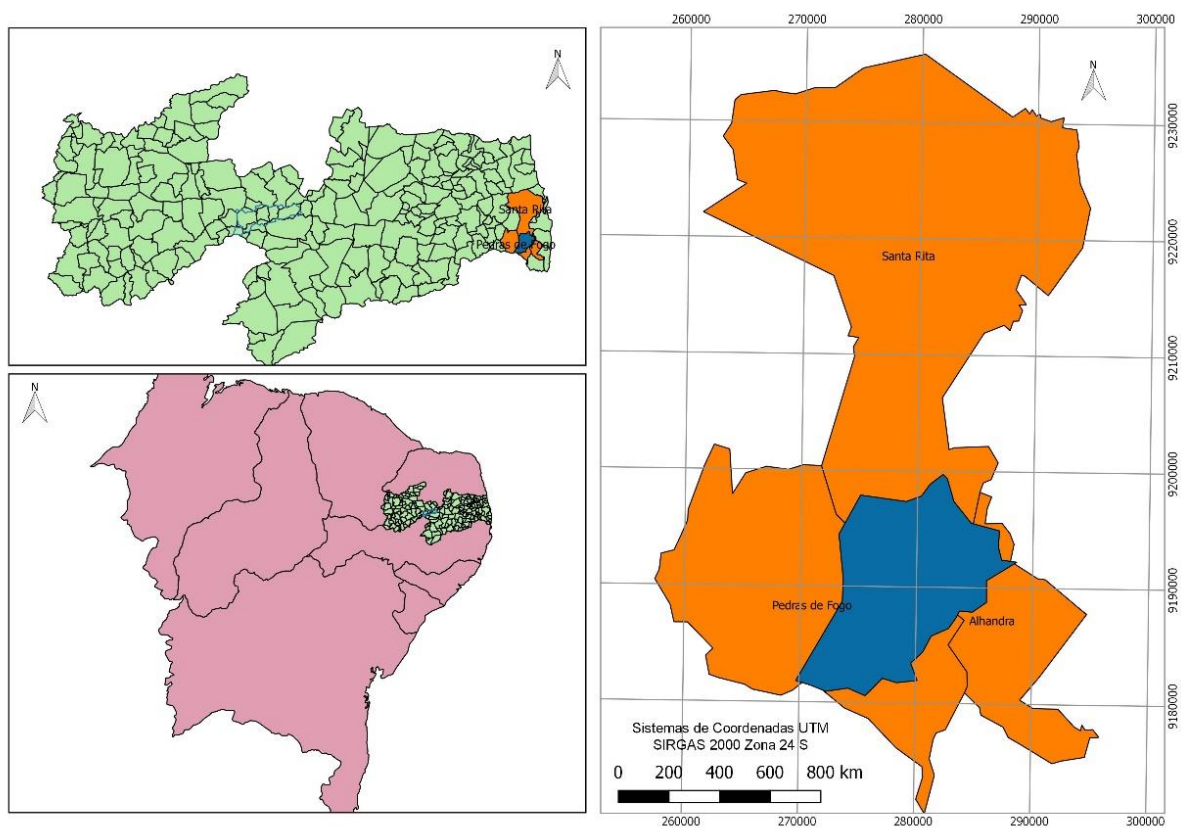 N
Santa Rita
Pedras de Fogo
N
260000 270000 280000 290000 300000
N
9230000
9220000
9210000
9200000
9190000
9180000
Santa Rita
Pedras de Fogo
Alhandra
Sistemas de Coordenadas UTM
SIRGAS 2000 Zona 24 S
0 200 400 600 800 km
260000 270000 280000 290000 300000